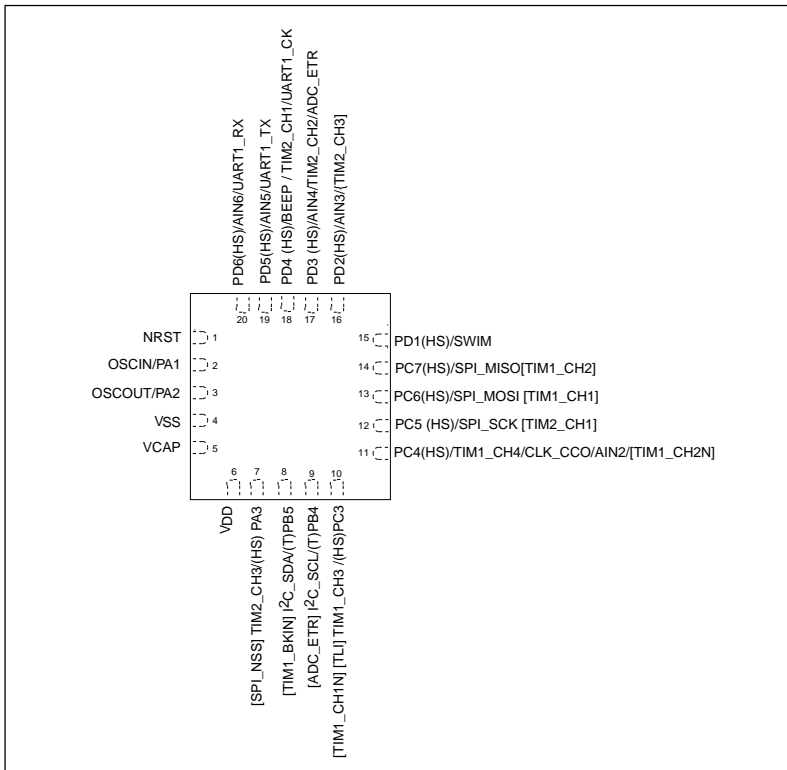 PD6(HS)/AIN6/UART1_RX
PD5(HS)/AIN5/UART1_TX
PD4 (HS)/BEEP / TIM2_CH1/UART1_CK
PD3 (HS)/AIN4/TIM2_CH2/ADC_ETR
PD2(HS)/AIN3/{TIM2_CH3]
20
19
18
17
16
NRST
1
OSCIN/PA1
2
OSCOUT/PA2
3
VSS
4
VCAP
5
15
PD1(HS)/SWIM
14
PC7(HS)/SPI_MISO[TIM1_CH2]
13
PC6(HS)/SPI_MOSI [TIM1_CH1]
12
PC5 (HS)/SPI_SCK [TIM2_CH1]
11
PC4(HS)/TIM1_CH4/CLK_CCO/AIN2/[TIM1_CH2N]
6
7
8
9
10
VDD
[SPI_NSS] TIM2_CH3/(HS) PA3
[TIM1_BKIN] I2C_SDA/(T)PB5
[ADC_ETR] I2C_SCL/(T)PB4
[TIM1_CH1N] [TLI] TIM1_CH3 /(HS)PC3